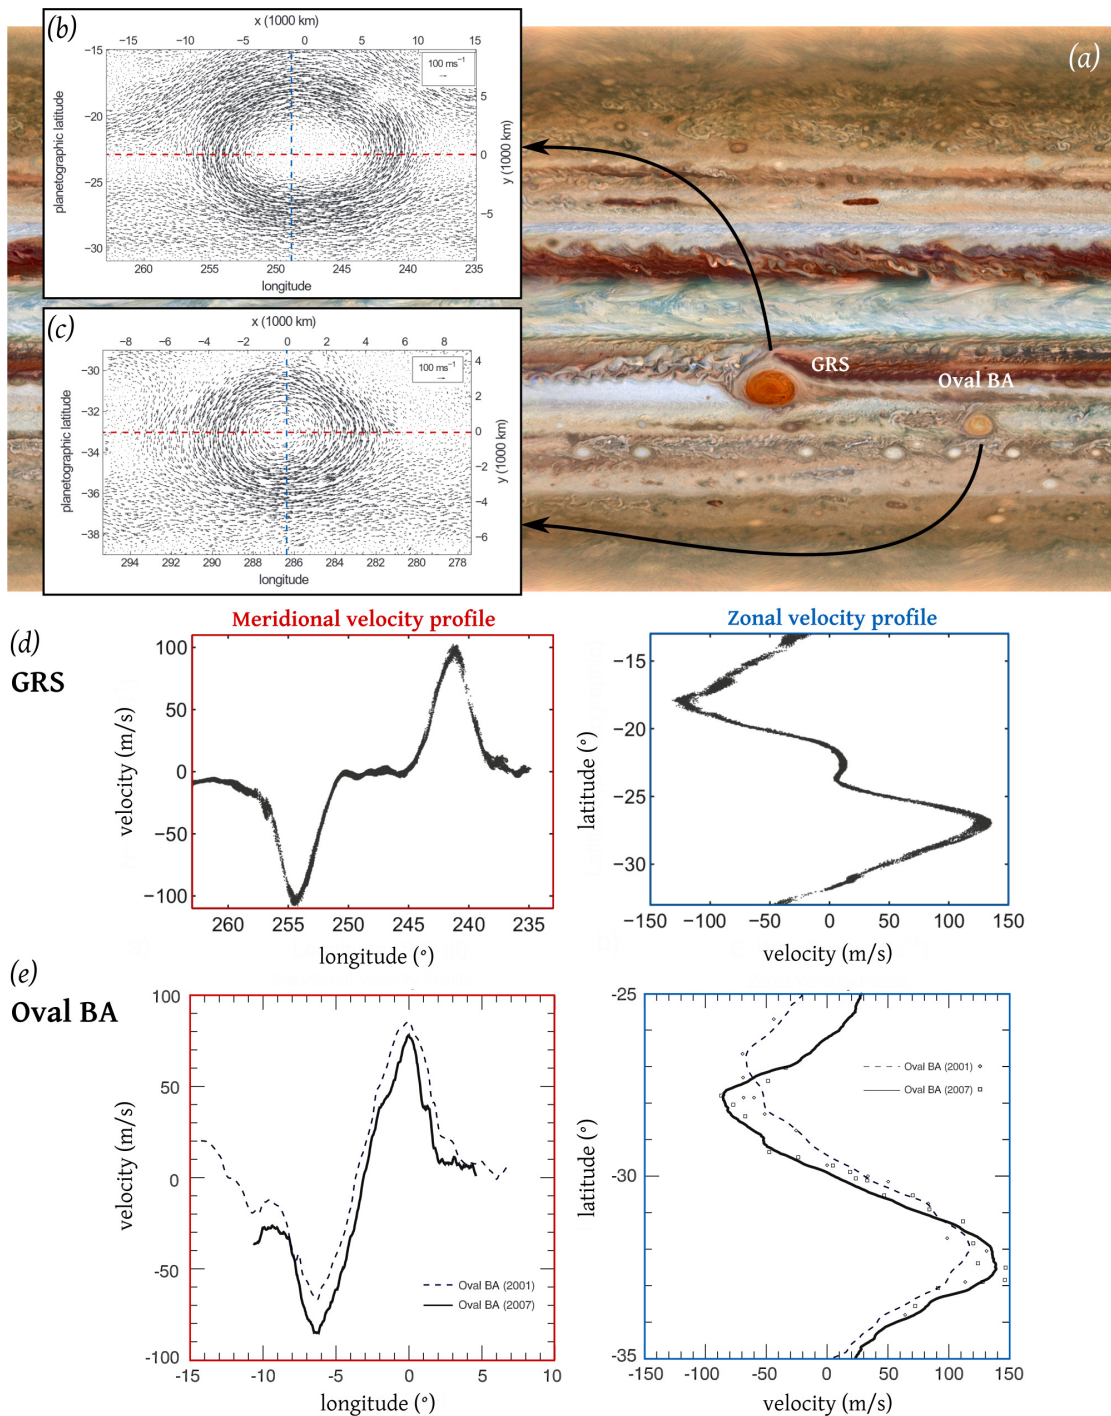 (b)
x (1000 km)
−15 −10 −5 0 5 10 15
−15
−20
−25
−30
planetographic latitude
100 ms⁻¹
5
0
−5
y (1000 km)
260 255 250 245 240 235
longitude
(a)
GRS
Oval BA
(c)
x (1000 km)
−8 −6 −4 −2 0 2 4 6 8
−30
−32
−34
−36
−38
planetographic latitude
100 ms⁻¹
4
2
0
−2
−4
−6
y (1000 km)
294 292 290 288 286 284 282 280 278
longitude
(d)
GRS
Meridional velocity profile
100
50
0
−50
−100
velocity (m/s)
260 255 250 245 240 235
longitude (°)
Zonal velocity profile
−15
−20
−25
−30
latitude (°)
−150 −100 −50 0 50 100 150
velocity (m/s)
(e)
Oval BA
100
50
0
-50
-100
velocity (m/s)
Oval BA (2001)
Oval BA (2007)
-15 -10 -5 0 5 10
longitude (°)
-25
-30
-35
latitude (°)
Oval BA (2001)
Oval BA (2007)
-150 -100 -50 0 50 100 150
velocity (m/s)